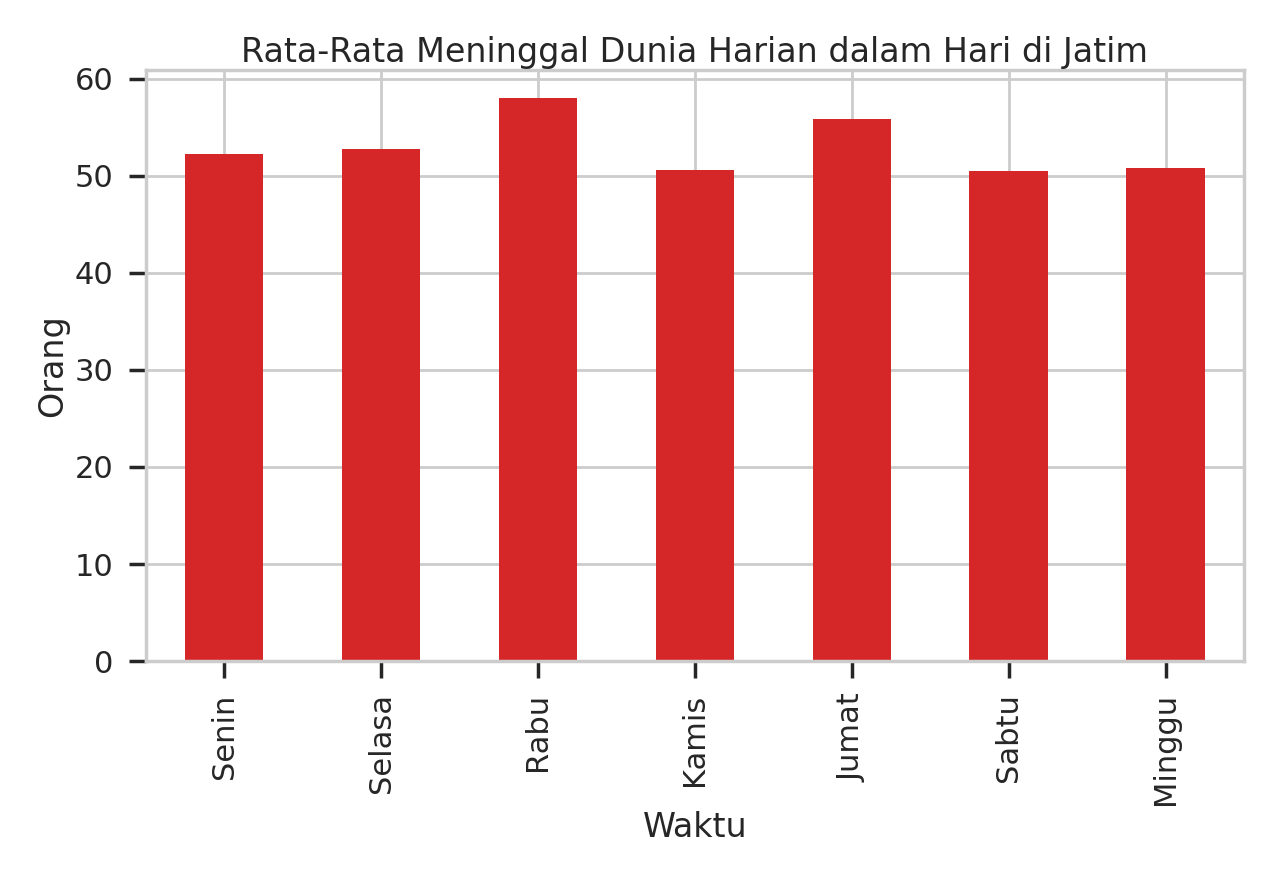 Rata-Rata Meninggal Dunia Harian dalam Hari di Jatim
60
50
40
30
20
10
0
Orang
Senin
Selasa
Rabu
Kamis
Jumat
Sabtu
Minggu
Waktu